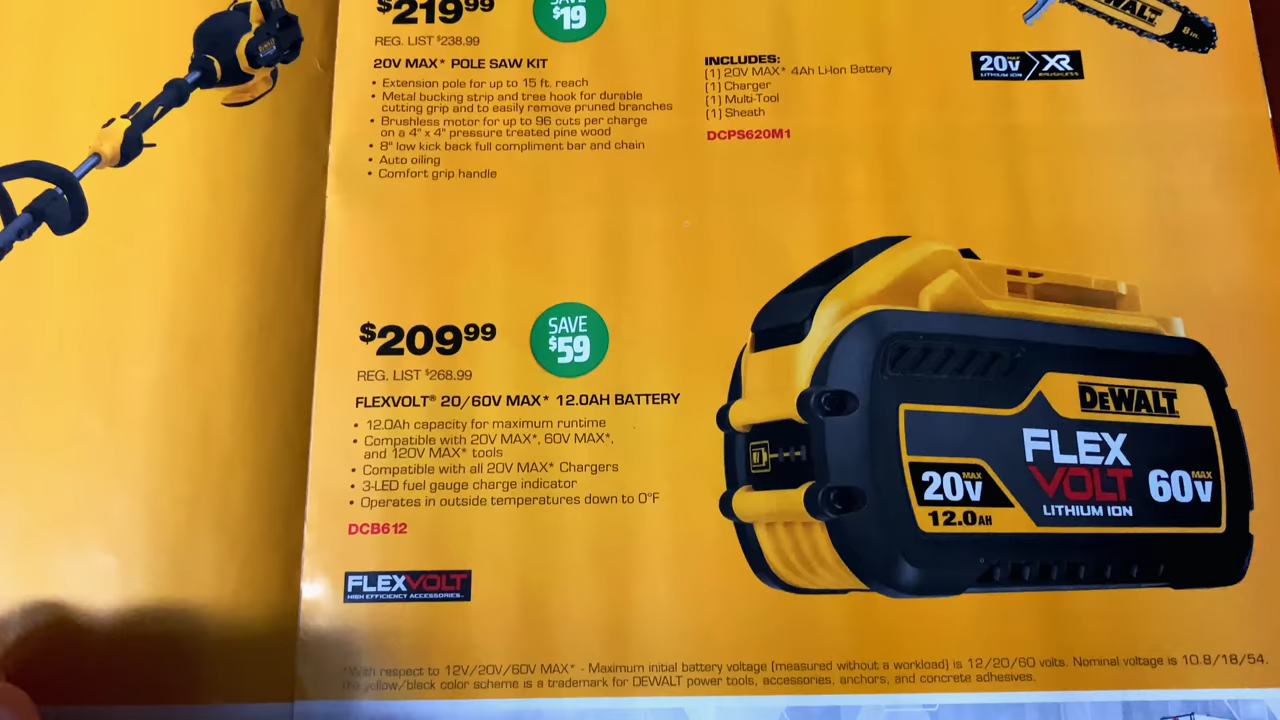 $219.99
SAVE
$19
REG. LIST $238.99
20V MAX* POLE SAW KIT
• Extension pole for up to 15 ft. reach
• Metal bucking strip and tree hook for durable
cutting grip and to easily remove pruned branches
• Brushless motor for up to 96 cuts per charge
on a 4" x 4" pressure treated pine wood
• 8" low kick back full compliment bar and chain
• Auto oiling
• Comfort grip handle
INCLUDES:
(1) 20V MAX* 4Ah Li-Ion Battery
(1) Charger
(1) Multi-Tool
(1) Sheath
DCPS620M1
8 in.
20V MAX XR
LITHIUM ION BRUSHLESS
$209.99
SAVE
$59
REG. LIST $268.99
FLEXVOLT® 20/60V MAX* 12.0AH BATTERY
• 12.0Ah capacity for maximum runtime
• Compatible with 20V MAX*, 60V MAX*,
and 120V MAX* tools
• Compatible with all 20V MAX* Chargers
• 3-LED fuel gauge charge indicator
• Operates in outside temperatures down to 0°F
DCB612
FLEXVOLT
HIGH EFFICIENCY ACCESSORIES
DEWALT
FLEX
VOLT
LITHIUM ION
20V MAX
12.0AH
60V MAX
*With respect to 12V/20V/60V MAX* - Maximum initial battery voltage (measured without a workload) is 12/20/60 volts. Nominal voltage is 10.8/18/54.
The yellow/black color scheme is a trademark for DEWALT power tools, accessories, anchors, and concrete adhesives.